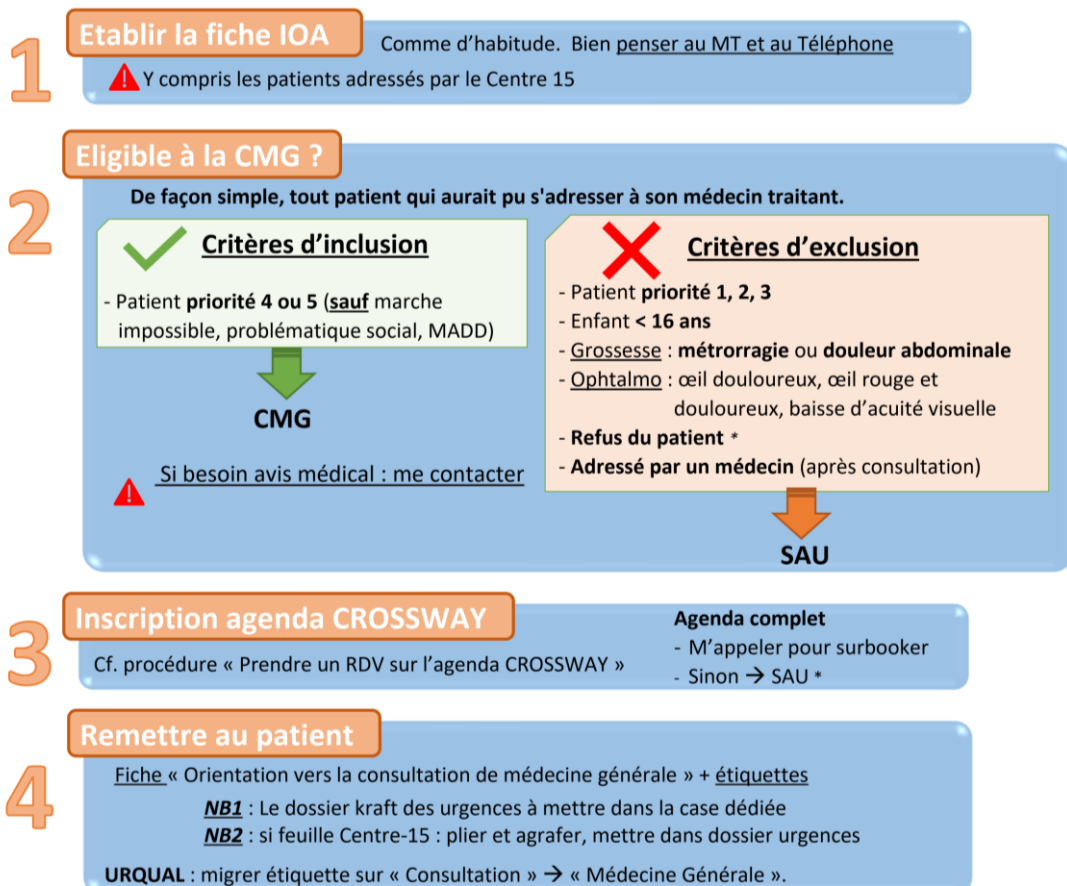 1
Etablir la fiche IOA
Comme d’habitude. Bien penser au MT et au Téléphone
Y compris les patients adressés par le Centre 15
2
Eligible à la CMG ?
De façon simple, tout patient qui aurait pu s'adresser à son médecin traitant.
Critères d’inclusion
- Patient priorité 4 ou 5 (sauf marche
impossible, problématique social, MADD)
CMG
Si besoin avis médical : me contacter
Critères d’exclusion
- Patient priorité 1, 2, 3
- Enfant < 16 ans
- Grossesse : métrorragie ou douleur abdominale
- Ophtalmo : œil douloureux, œil rouge et
douloureux, baisse d’acuité visuelle
- Refus du patient *
- Adressé par un médecin (après consultation)
SAU
3
Inscription agenda CROSSWAY
Cf. procédure « Prendre un RDV sur l’agenda CROSSWAY »
Agenda complet
- M’appeler pour surbooker
- Sinon → SAU *
4
Remettre au patient
Fiche « Orientation vers la consultation de médecine générale » + étiquettes
NB1 : Le dossier kraft des urgences à mettre dans la case dédiée
NB2 : si feuille Centre-15 : plier et agrafer, mettre dans dossier urgences
URQUAL : migrer étiquette sur « Consultation » → « Médecine Générale ».